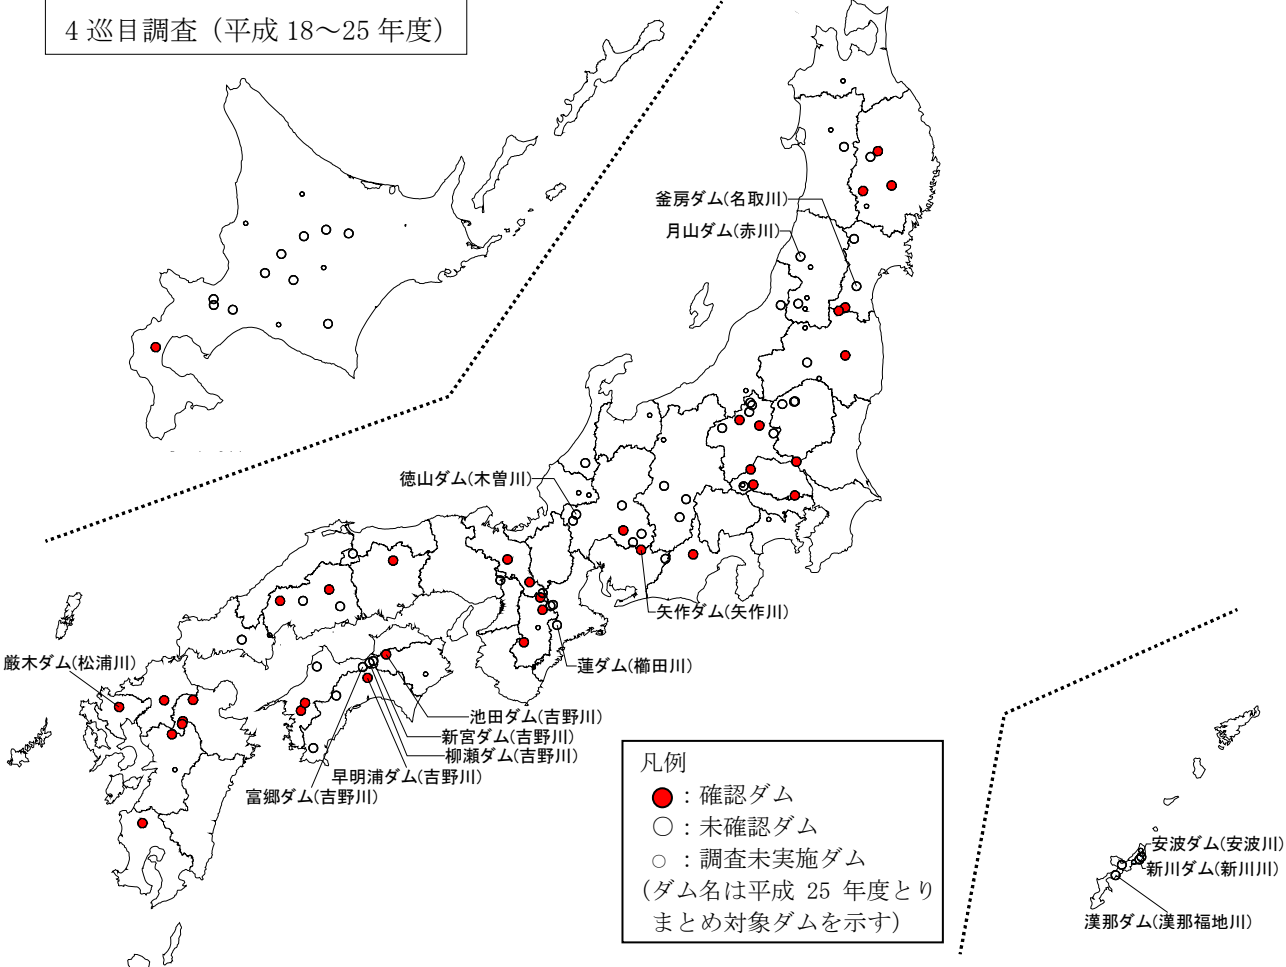 4巡目調査（平成18～25年度）
釜房ダム(名取川)
月山ダム(赤川)
徳山ダム(木曽川)
矢作ダム(矢作川)
蓮ダム(櫛田川)
厳木ダム(松浦川)
池田ダム(吉野川)
新宮ダム(吉野川)
柳瀬ダム(吉野川)
早明浦ダム(吉野川)
富郷ダム(吉野川)
凡例
：確認ダム
：未確認ダム
：調査未実施ダム
(ダム名は平成 25 年度とり
まとめ対象ダムを示す)
安波ダム(安波川)
新川ダム(新川川)
漢那ダム(漢那福地川)